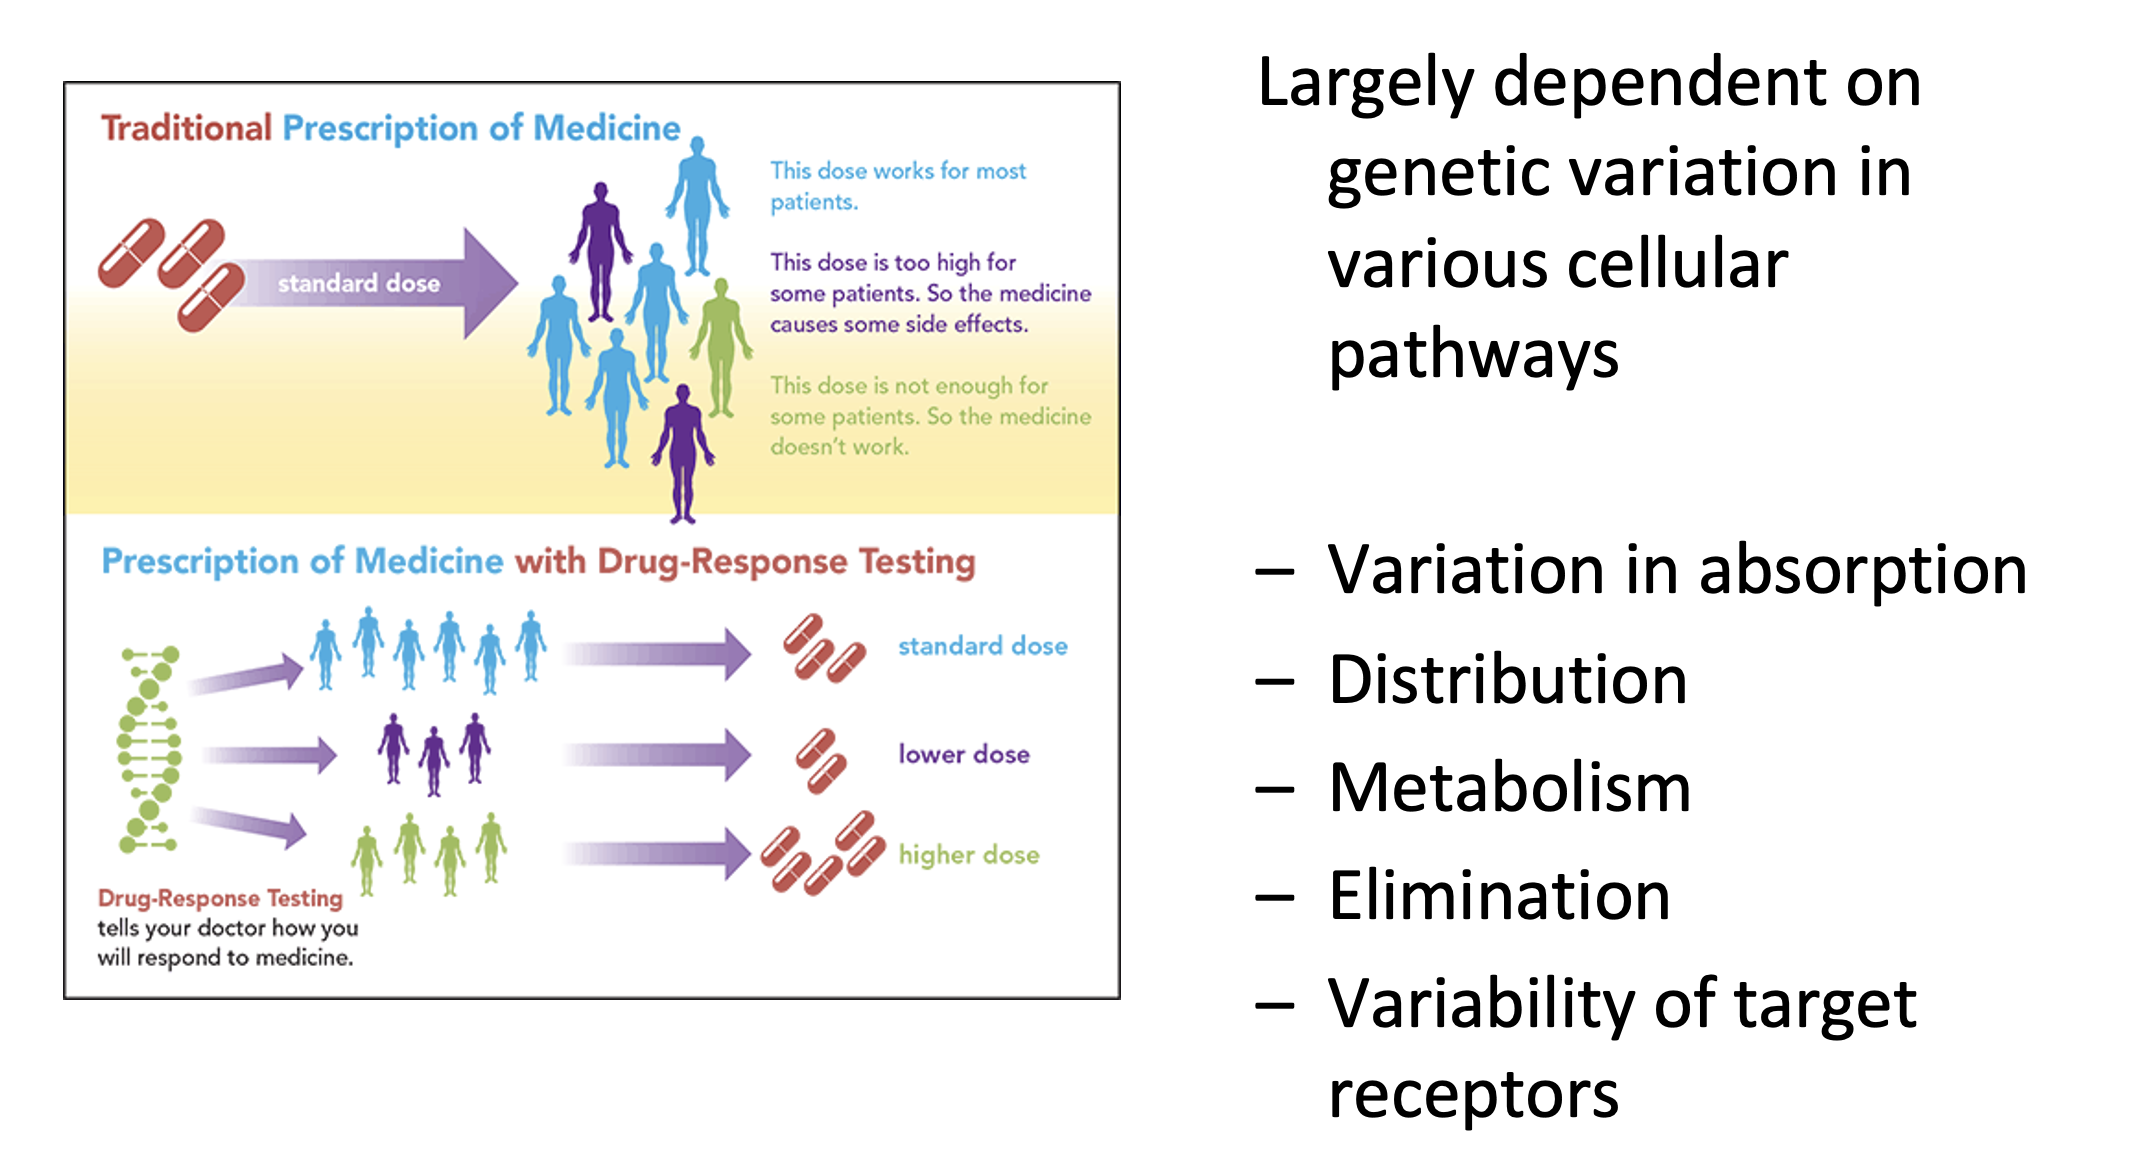 Traditional Prescription of Medicine
standard dose
This dose works for most
patients.
This dose is too high for
some patients. So the medicine
causes some side effects.
This dose is not enough for
some patients. So the medicine
doesn't work.
Prescription of Medicine with Drug-Response Testing
standard dose
lower dose
higher dose
Drug-Response Testing
tells your doctor how you
will respond to medicine.
Largely dependent on
genetic variation in
various cellular
pathways
– Variation in absorption
– Distribution
– Metabolism
– Elimination
– Variability of target
receptors